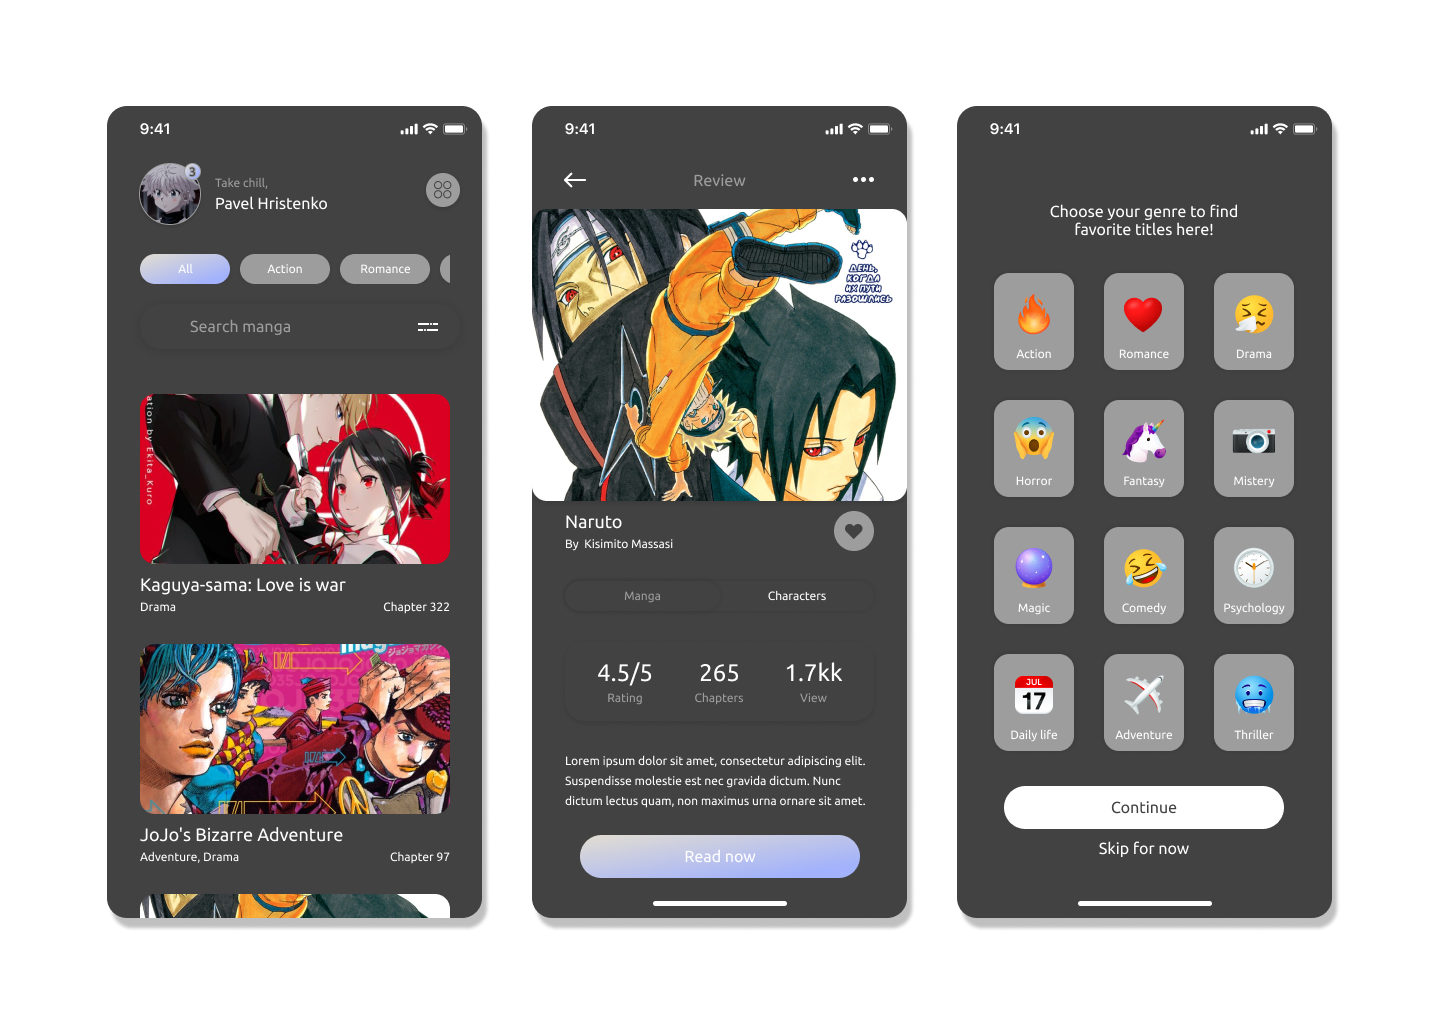 9:41
3
Take chill,
Pavel Hristenko
All
Action
Romance
Search manga
ation by Ekita_Kuro
Kaguya-sama: Love is war
Drama
Chapter 322
JoJo's Bizarre Adventure
Adventure, Drama
Chapter 97
9:41
Review
ДЕНЬ,
КОГДА
ИХ ПУТИ
РАЗОШЛИСЬ
Naruto
By Kisimito Massasi
Manga
Characters
4.5/5
265
1.7kk
Rating
Chapters
View
Lorem ipsum dolor sit amet, consectetur adipiscing elit.
Suspendisse molestie est nec gravida dictum. Nunc
dictum lectus quam, non maximus urna ornare sit amet.
Read now
9:41
Choose your genre to find
favorite titles here!
Action
Romance
Drama
Horror
Fantasy
Mistery
Magic
Comedy
Psychology
JUL
17
Daily life
Adventure
Thriller
Continue
Skip for now